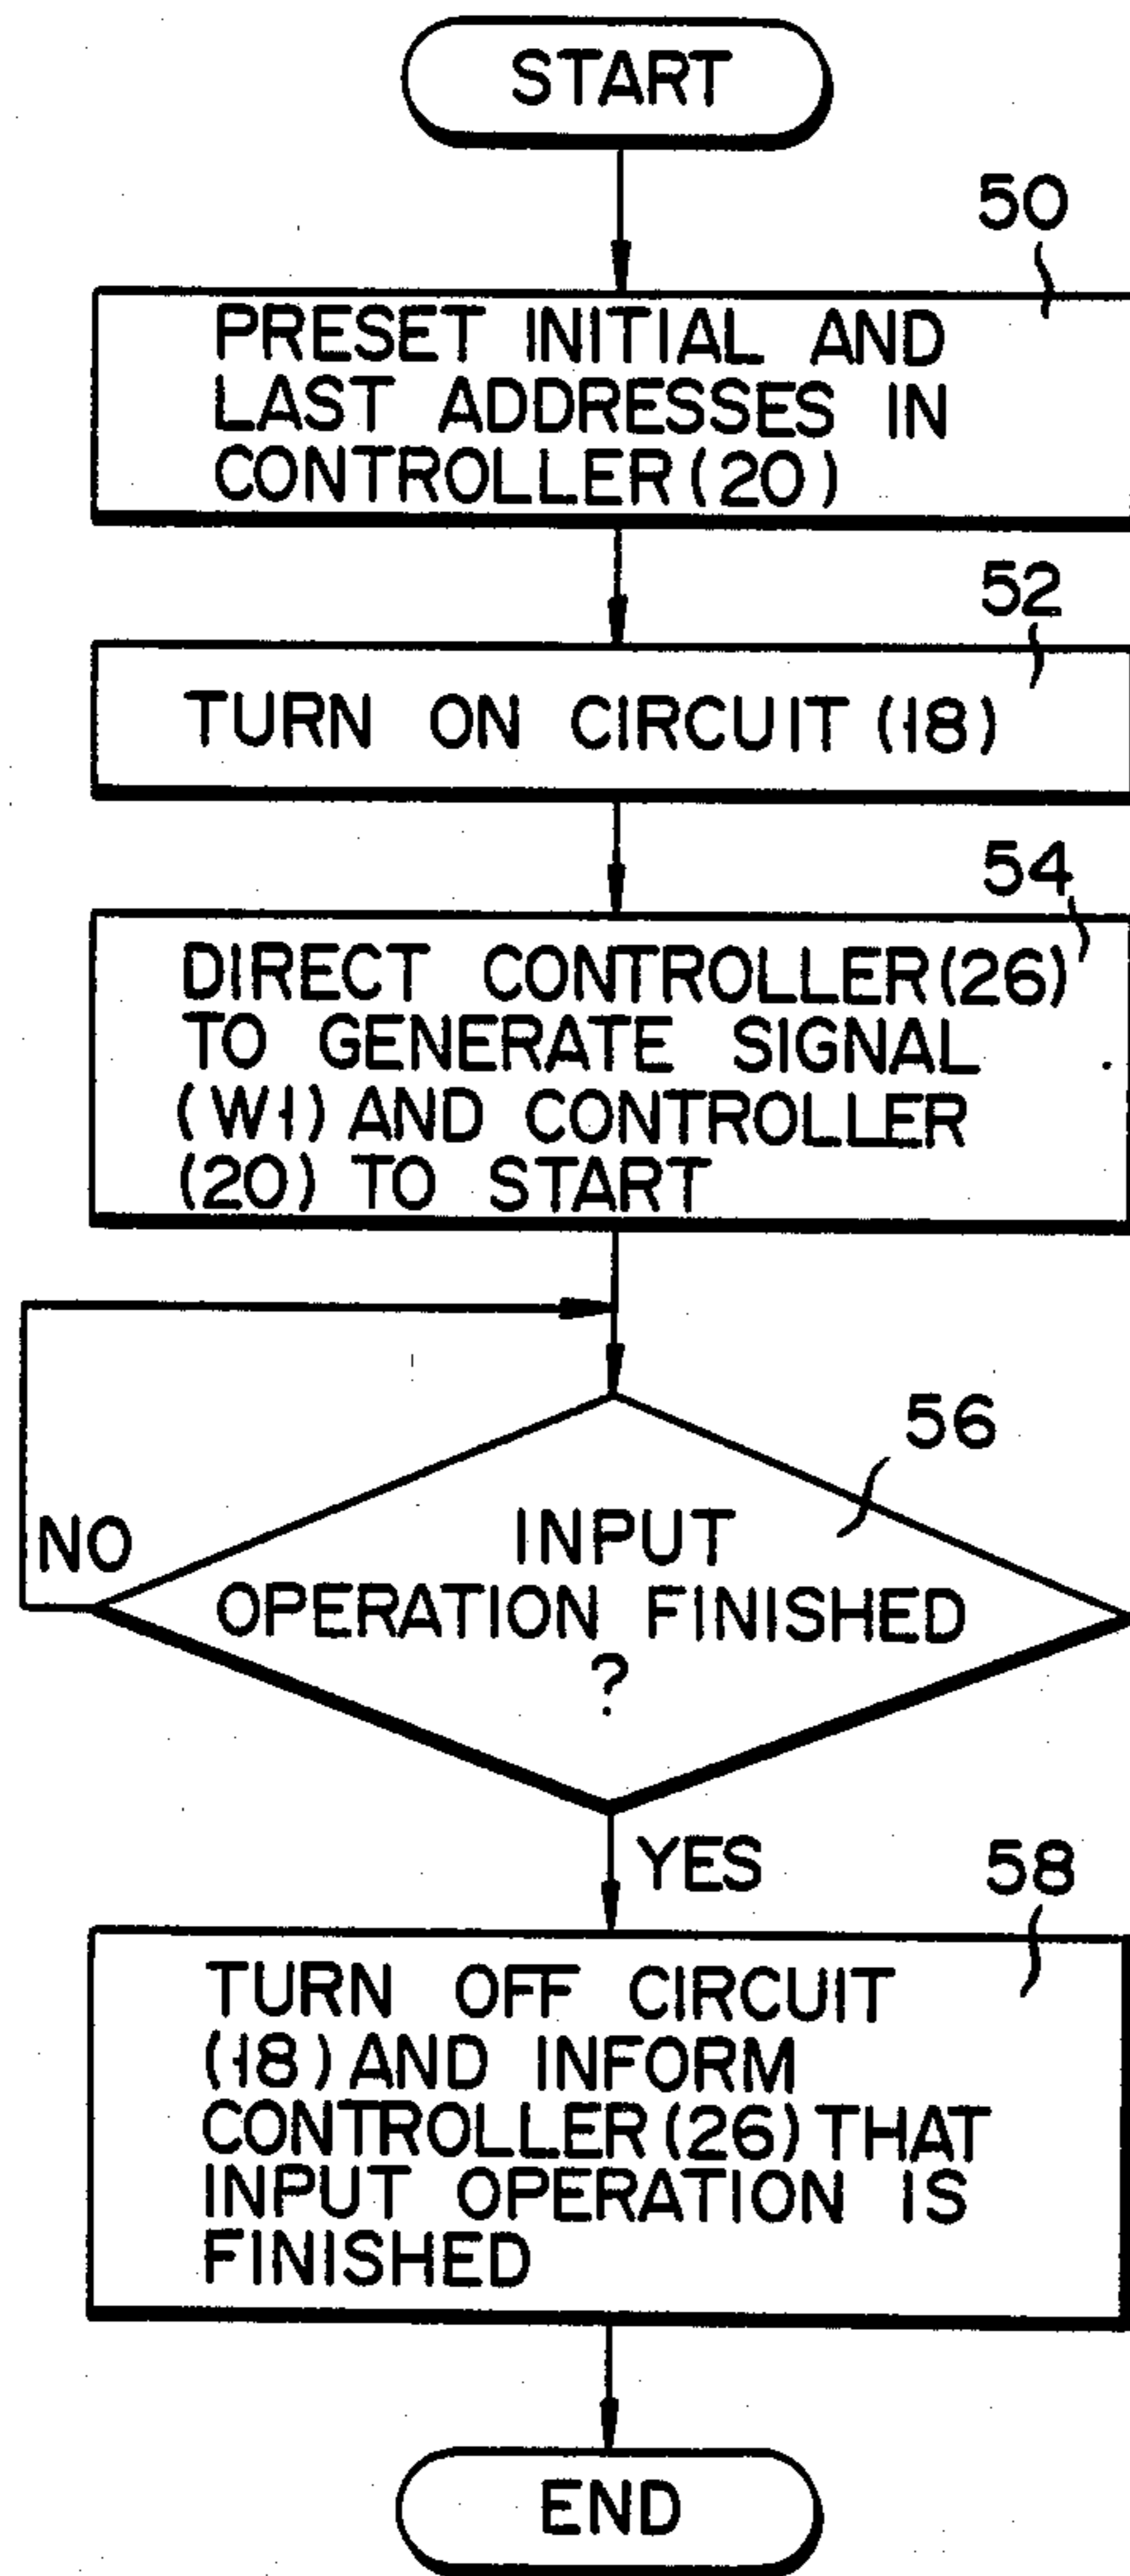 START
50
PRESET INITIAL AND
LAST ADDRESSES IN
CONTROLLER (20)
52
TURN ON CIRCUIT (18)
54
DIRECT CONTROLLER (26)
TO GENERATE SIGNAL
(W1) AND CONTROLLER
(20) TO START
56
INPUT
OPERATION FINISHED
?
NO
YES
58
TURN OFF CIRCUIT
(18) AND INFORM
CONTROLLER (26) THAT
INPUT OPERATION IS
FINISHED
END